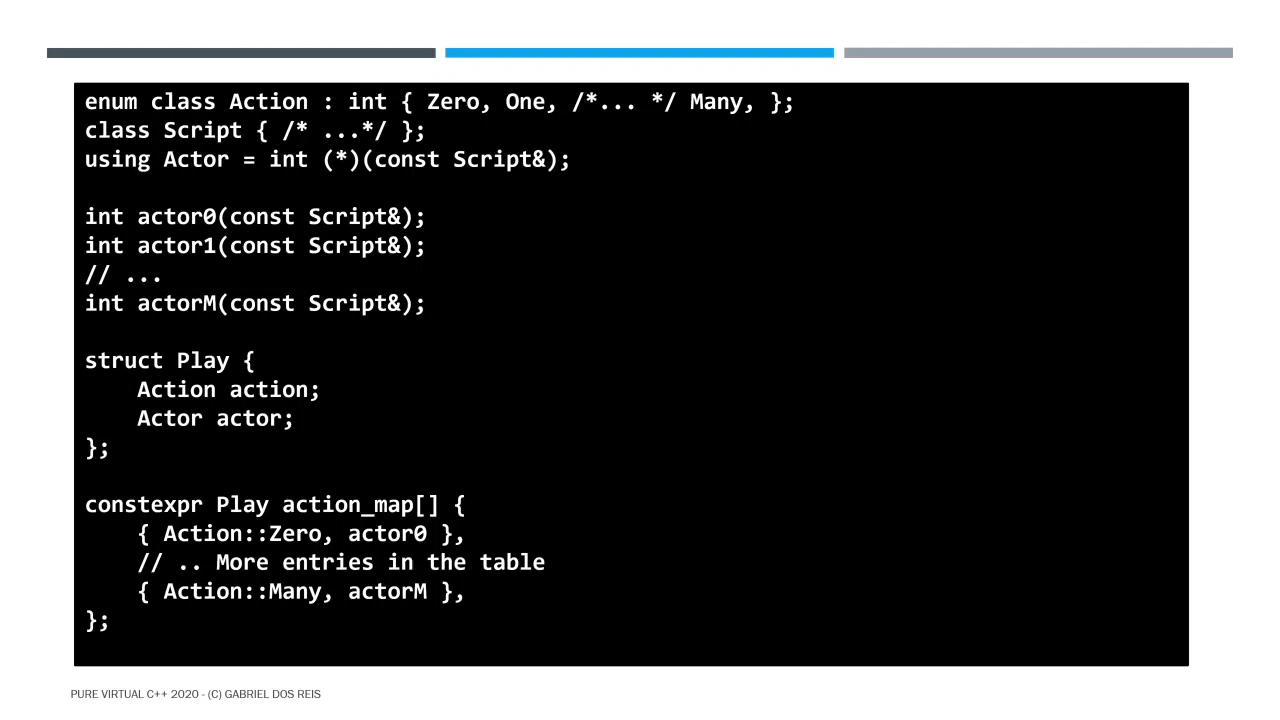 enum class Action : int { Zero, One, /*... */ Many, };
class Script { /* ...*/ };
using Actor = int (*)(const Script&);
int actor0(const Script&);
int actor1(const Script&);
// ...
int actorM(const Script&);
struct Play {
    Action action;
    Actor actor;
};
constexpr Play action_map[] {
    { Action::Zero, actor0 },
    // .. More entries in the table
    { Action::Many, actorM },
};
PURE VIRTUAL C++ 2020 - (C) GABRIEL DOS REIS